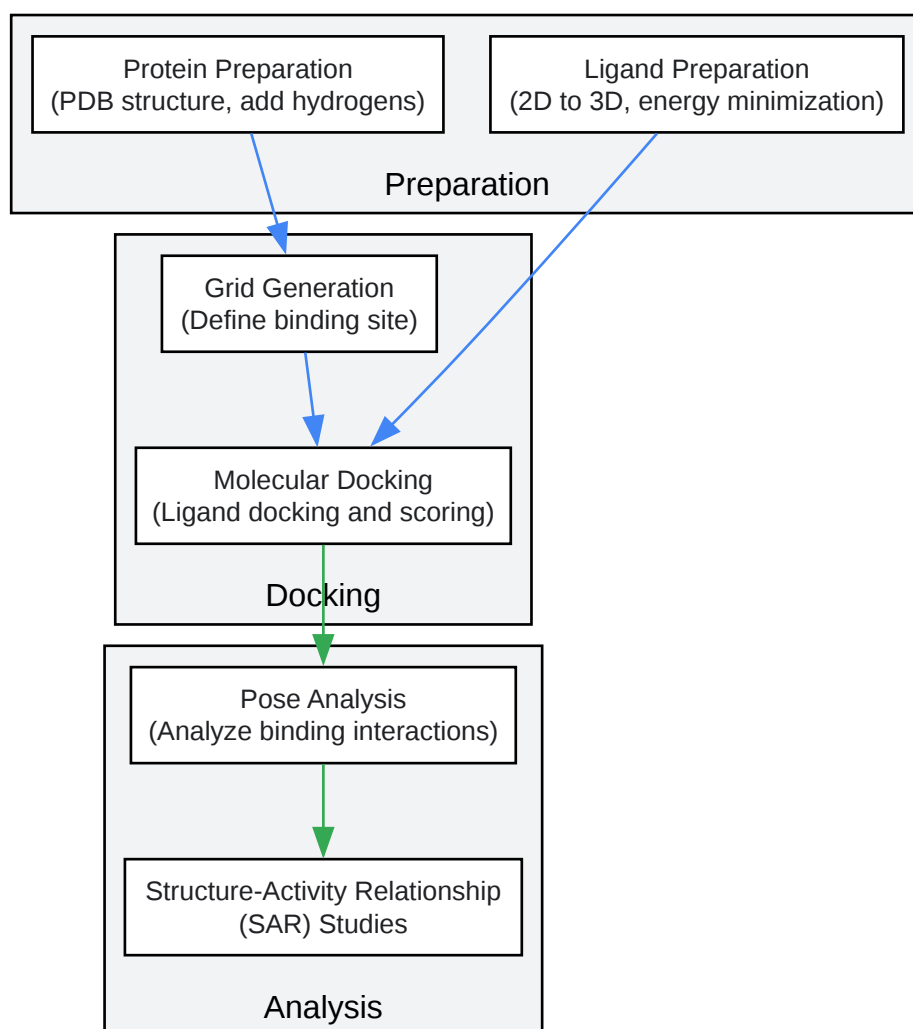 Protein Preparation
(PDB structure, add hydrogens)
Ligand Preparation
(2D to 3D, energy minimization)
Preparation
Grid Generation
(Define binding site)
Molecular Docking
(Ligand docking and scoring)
Docking
Pose Analysis
(Analyze binding interactions)
Structure-Activity Relationship
(SAR) Studies
Analysis